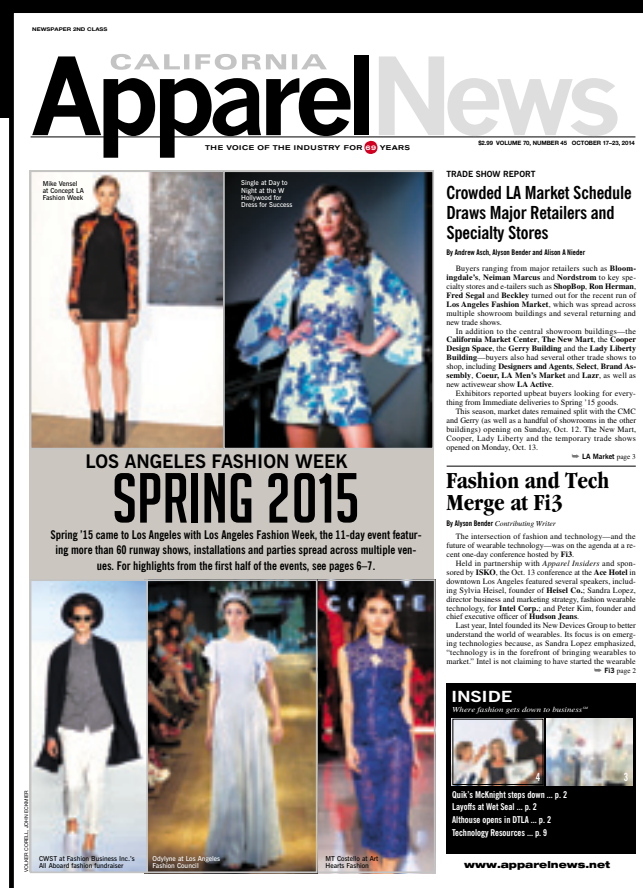 NEWSPAPER 2ND CLASS
CALIFORNIA
ApparelNews
THE VOICE OF THE INDUSTRY FOR 69 YEARS
$2.99 VOLUME 70, NUMBER 45 OCTOBER 17–23, 2014
Mike Vensel
at Concept LA
Fashion Week
Single at Day to
Night at the W
Hollywood for
Dress for Success
LOS ANGELES FASHION WEEK
SPRING 2015
Spring ’15 came to Los Angeles with Los Angeles Fashion Week, the 11-day event featur-
ing more than 60 runway shows, installations and parties spread across multiple ven-
ues. For highlights from the first half of the events, see pages 6–7.
CWST at Fashion Business Inc.’s
All Aboard fashion fundraiser
Odylyne at Los Angeles
Fashion Council
MT Costello at Art
Hearts Fashion
VOLKER CORELL, JOHN ECKMIER
TRADE SHOW REPORT
Crowded LA Market Schedule
Draws Major Retailers and
Specialty Stores
By Andrew Asch, Alyson Bender and Alison A Nieder
Buyers ranging from major retailers such as Bloom-
ingdale’s, Neiman Marcus and Nordstrom to key spe-
cialty stores and e-tailers such as ShopBop, Ron Herman,
Fred Segal and Beckley turned out for the recent run of
Los Angeles Fashion Market, which was spread across
multiple showroom buildings and several returning and
new trade shows.
In addition to the central showroom buildings—the
California Market Center, The New Mart, the Cooper
Design Space, the Gerry Building and the Lady Liberty
Building—buyers also had several other trade shows to
shop, including Designers and Agents, Select, Brand As-
sembly, Coeur, LA Men’s Market and Lazr, as well as
new activewear show LA Active.
Exhibitors reported upbeat buyers looking for every-
thing from Immediate deliveries to Spring ’15 goods.
This season, market dates remained split with the CMC
and Gerry (as well as a handful of showrooms in the other
buildings) opening on Sunday, Oct. 12. The New Mart,
Cooper, Lady Liberty and the temporary trade shows
opened on Monday, Oct. 13.
➥ LA Market page 3
Fashion and Tech
Merge at Fi3
By Alyson Bender Contributing Writer
The intersection of fashion and technology—and the
future of wearable technology—was on the agenda at a re-
cent one-day conference hosted by Fi3.
Held in partnership with Apparel Insiders and spon-
sored by ISKO, the Oct. 13 conference at the Ace Hotel in
downtown Los Angeles featured several speakers, includ-
ing Sylvia Heisel, founder of Heisel Co.; Sandra Lopez,
director business and marketing strategy, fashion wearable
technology, for Intel Corp.; and Peter Kim, founder and
chief executive officer of Hudson Jeans.
Last year, Intel founded its New Devices Group to better
understand the world of wearables. Its focus is on emerg-
ing technologies because, as Sandra Lopez emphasized,
“technology is in the forefront of bringing wearables to
market.” Intel is not claiming to have started the wearable
➥ Fi3 page 2
INSIDE
Where fashion gets down to business℠
4
3
Quik’s McKnight steps down ... p. 2
Layoffs at Wet Seal ... p. 2
Althouse opens in DTLA ... p. 2
Technology Resources ... p. 9
www.apparelnews.net